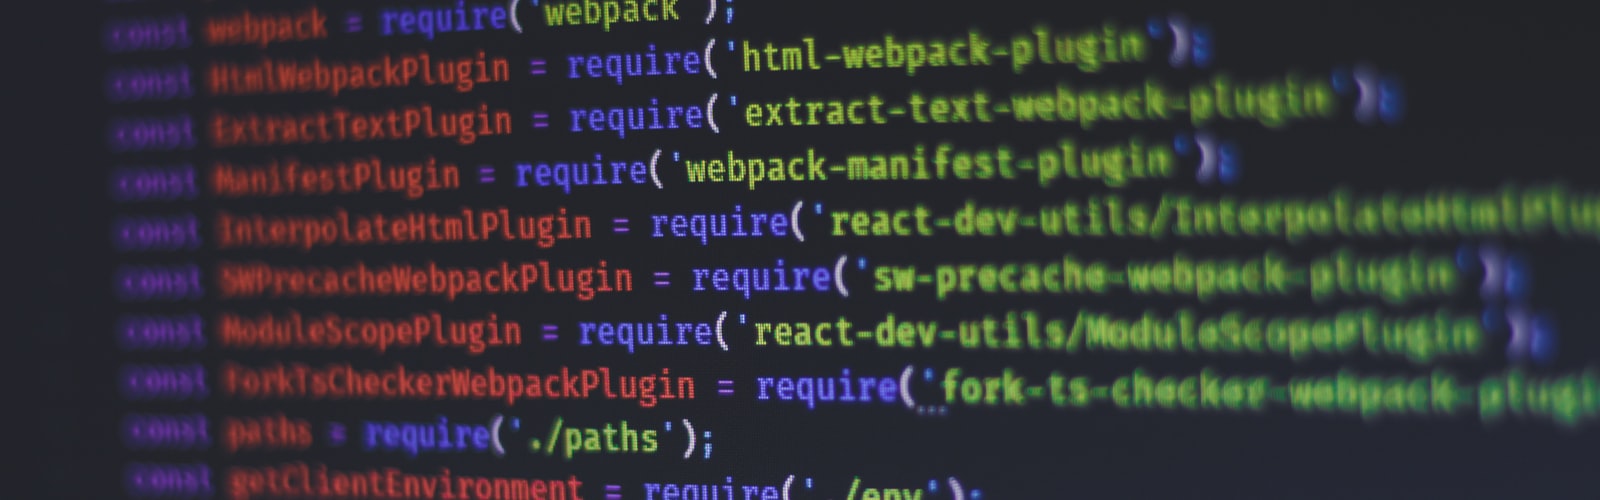 const webpack = require('webpack');
const HtmlWebpackPlugin = require('html-webpack-plugin');
const ExtractTextPlugin = require('extract-text-webpack-plugin');
const ManifestPlugin = require('webpack-manifest-plugin');
const InterpolateHtmlPlugin = require('react-dev-utils/InterpolateHtmlPlu
const SWPrecacheWebpackPlugin = require('sw-precache-webpack-plugin');
const ModuleScopePlugin = require('react-dev-utils/ModuleScopePlugin');
const ForkTsCheckerWebpackPlugin = require('fork-ts-checker-webpack-plugi
const paths = require('./paths');
const getClientEnvironment = require('./env');